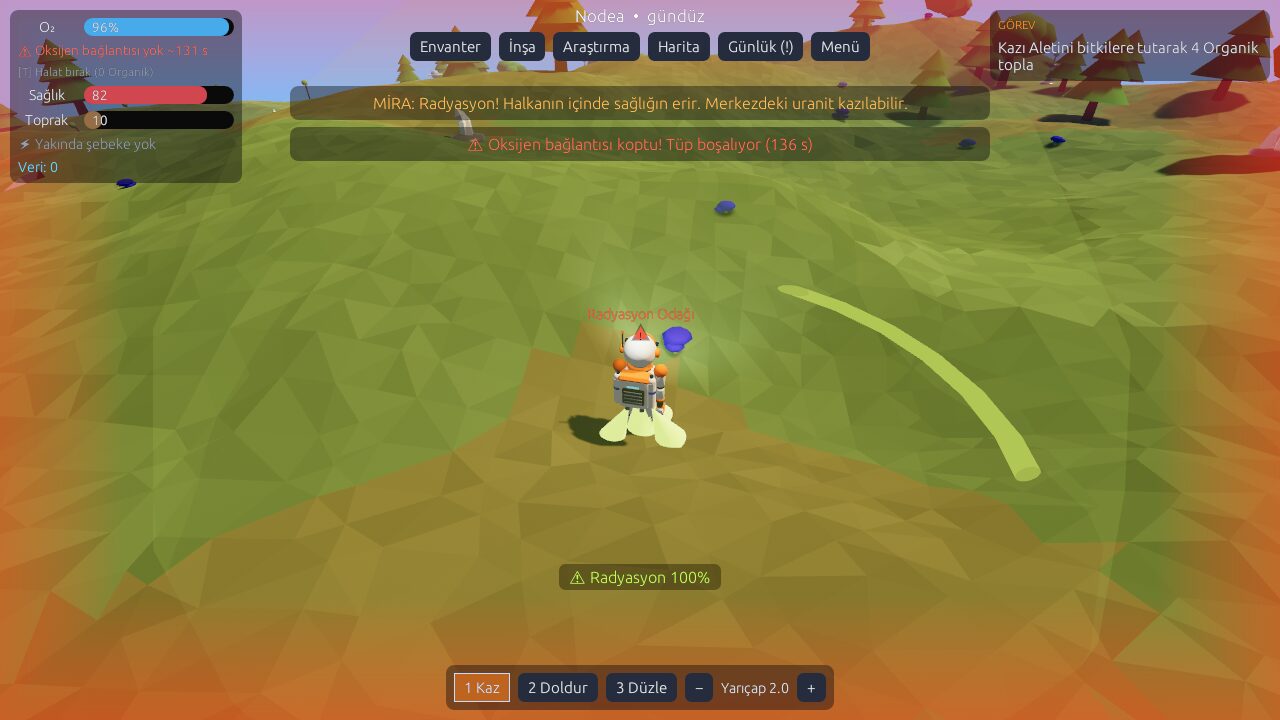 Nodea • gündüz
O₂ 96%
⚠ Oksijen bağlantısı yok ~131 s
[T] Halat bırak (0 Organik)
Sağlık 82
Toprak 10
⚡ Yakında şebeke yok
Veri: 0
Envanter İnşa Araştırma Harita Günlük (!) Menü
GÖREV
Kazı Aletini bitkilere tutarak 4 Organik
topla
MİRA: Radyasyon! Halkanın içinde sağlığın erir. Merkezdeki uranit kazılabilir.
⚠ Oksijen bağlantısı koptu! Tüp boşalıyor (136 s)
Radyasyon Odağı
⚠ Radyasyon 100%
1 Kaz 2 Doldur 3 Düzle – Yarıçap 2.0 +